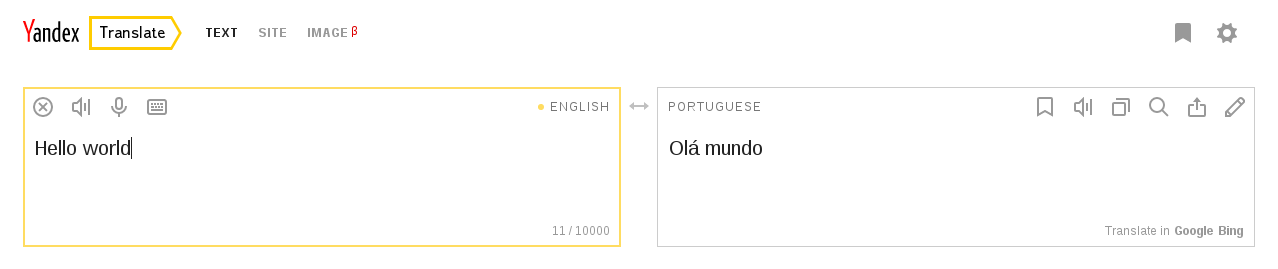 Yandex Translate TEXT SITE IMAGE β
ENGLISH
Hello world
11 / 10000
PORTUGUESE
Olá mundo
Translate in Google Bing